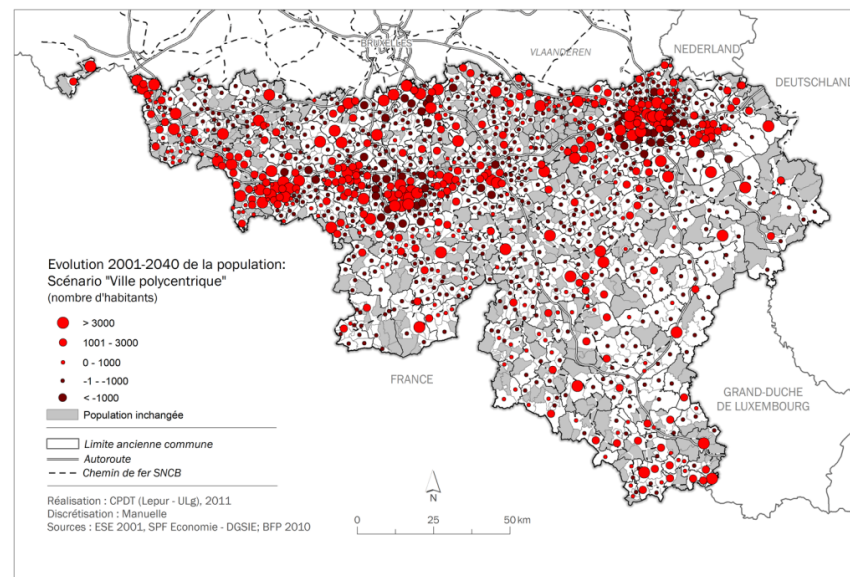 BRUXELLES
VLAANDEREN
NEDERLAND
DEUTSCHLAND
Evolution 2001-2040 de la population:
Scénario "Ville polycentrique"
(nombre d'habitants)
> 3000
1001 - 3000
0 - 1000
-1 - -1000
< -1000
Population inchangée
Limite ancienne commune
Autoroute
Chemin de fer SNCB
Réalisation : CPDT (Lepur - ULg), 2011
Discrétisation : Manuelle
Sources : ESE 2001, SPF Economie - DGSIE; BFP 2010
FRANCE
GRAND-DUCHE
DE LUXEMBOURG
N
0 25 50 km